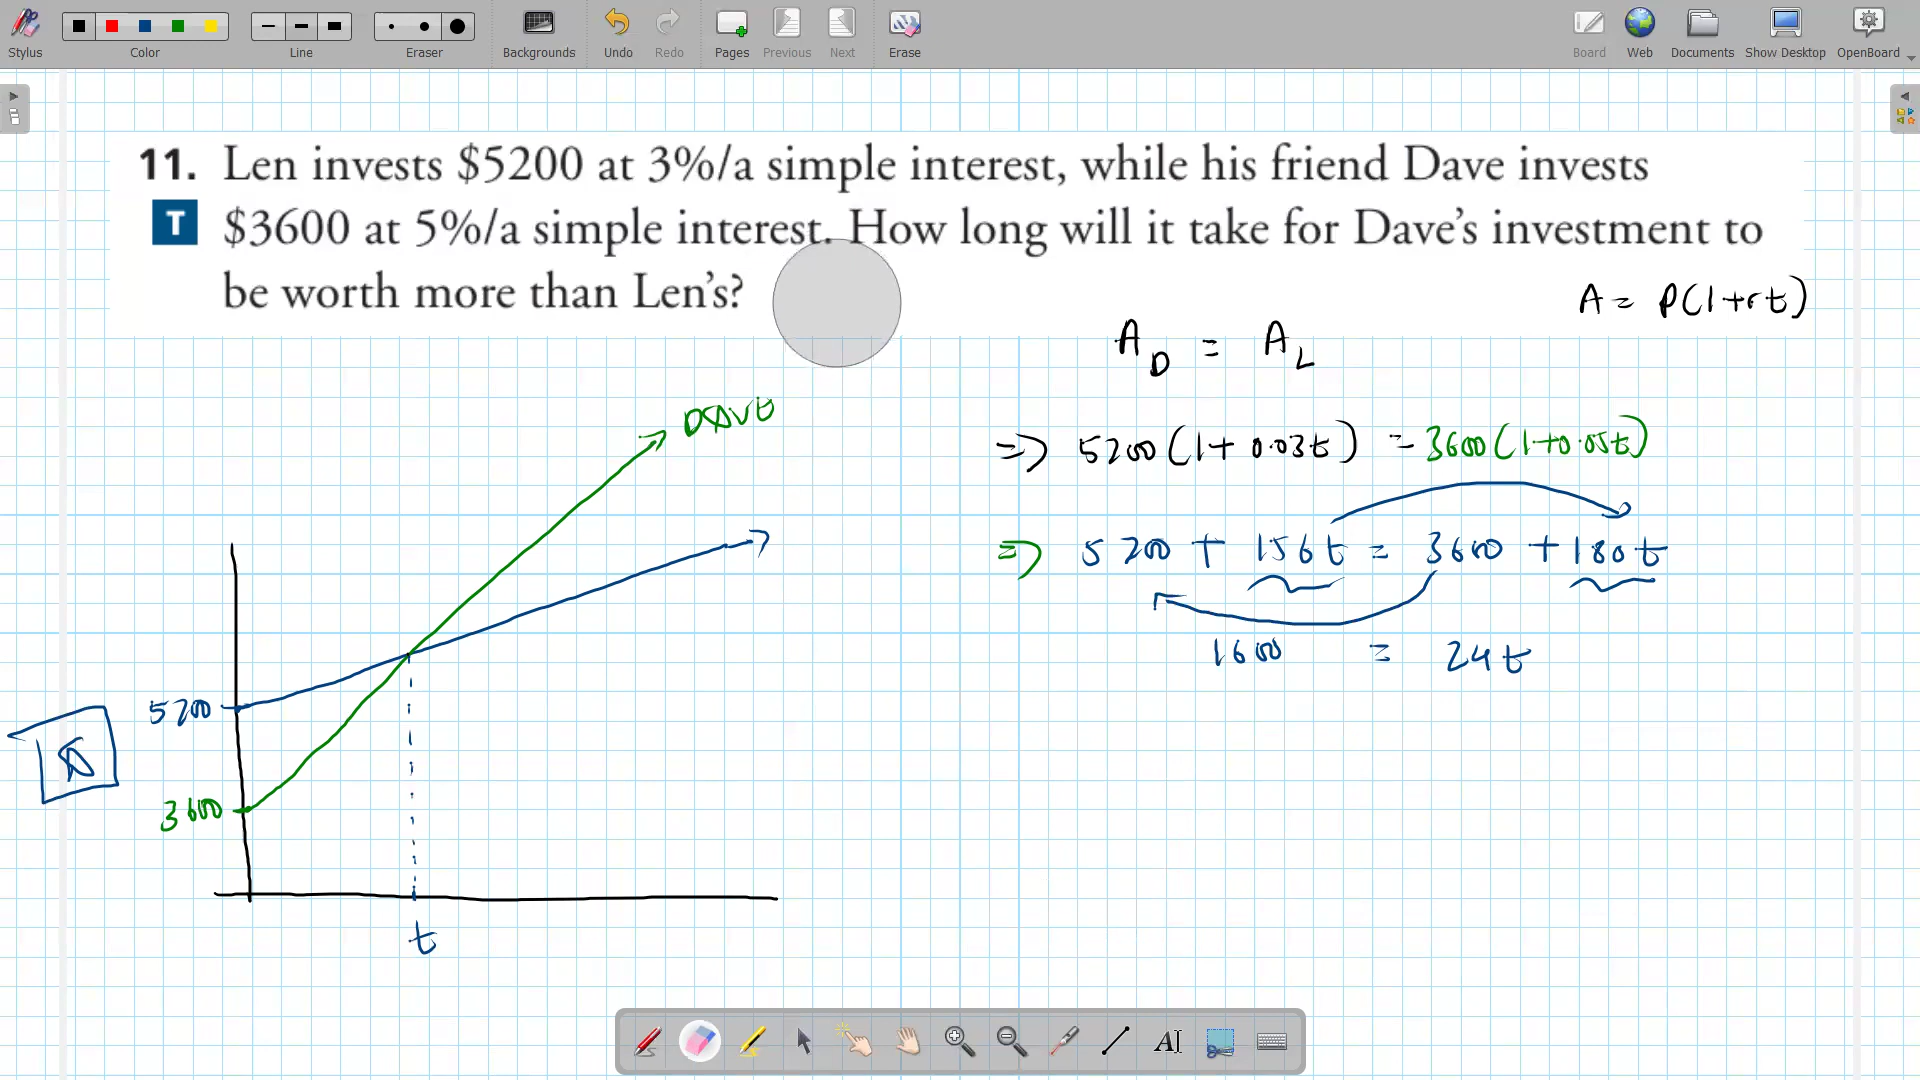 Stylus Color Line Eraser Backgrounds Undo Redo Pages Previous Next Erase Board Web Documents Show Desktop OpenBoard
11. Len invests $5200 at 3%/a simple interest, while his friend Dave invests
T $3600 at 5%/a simple interest. How long will it take for Dave's investment to
be worth more than Len's?
A = P(1+rt)
A_D = A_L
DAVE
=> 5200(1+0.03t) = 3600(1+0.05t)
=> 5200 + 156t = 3600 + 180t
1600 = 24t
5200
3600
t